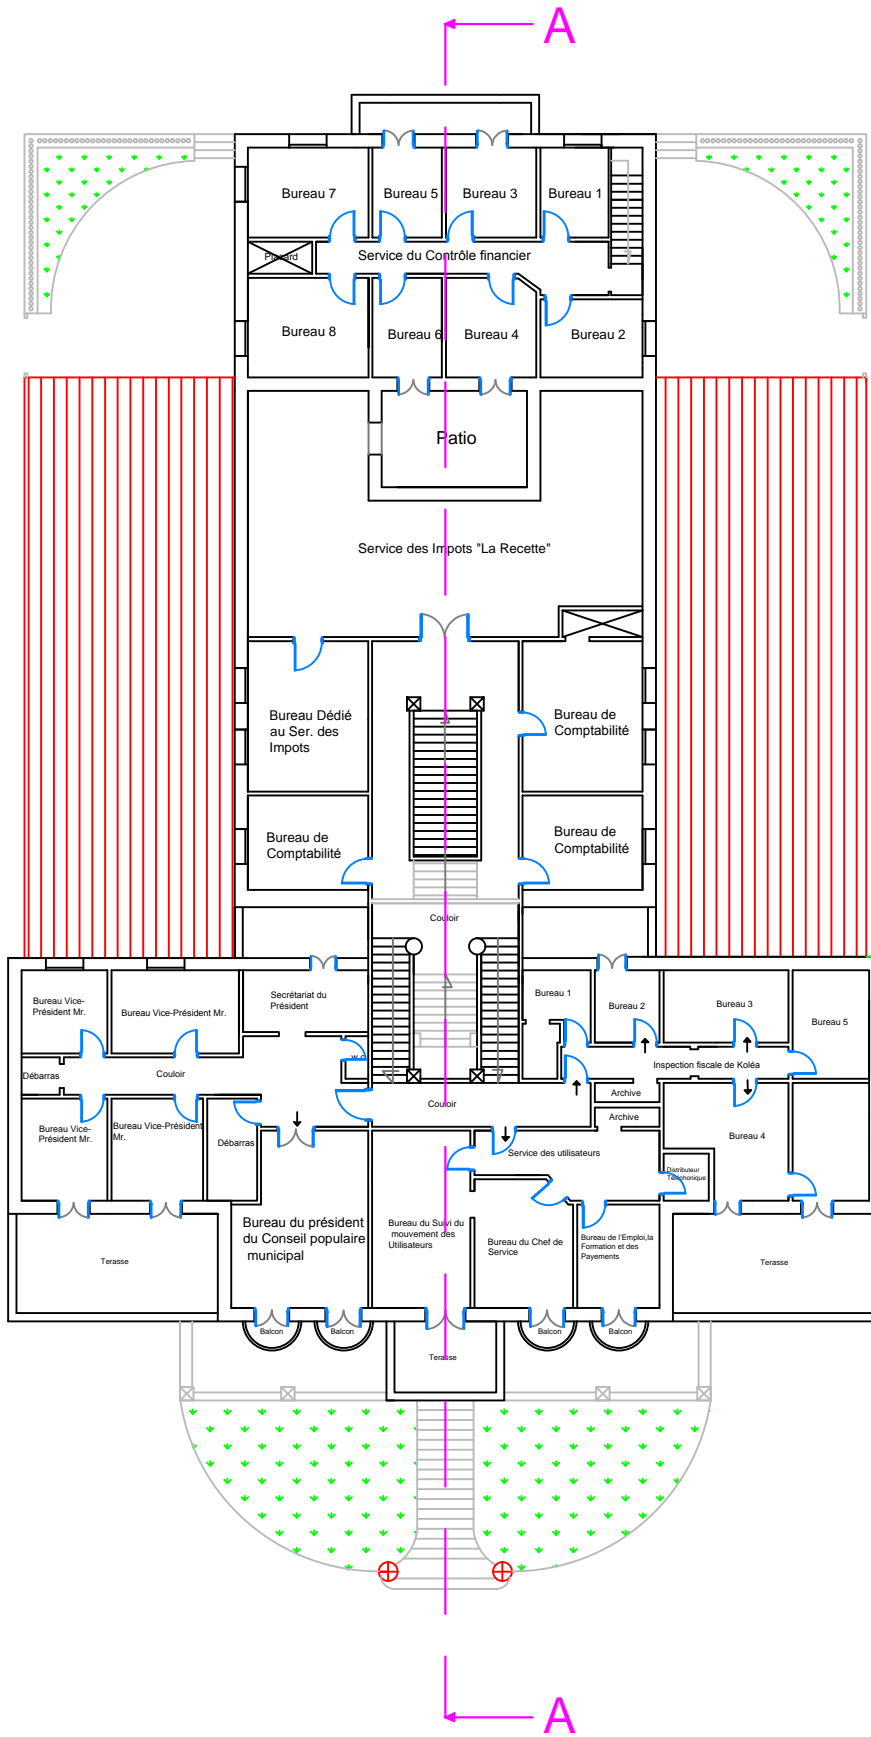 A
Bureau 7
Bureau 5
Bureau 3
Bureau 1
Placard
Service du Contrôle financier
Bureau 8
Bureau 6
Bureau 4
Bureau 2
Patio
Service des Impots "La Recette"
Bureau Dédié
au Ser. des
Impots
Bureau de
Comptabilité
Bureau de
Comptabilité
Bureau de
Comptabilité
Couloir
Bureau Vice-
Président Mr.
Bureau Vice-Président Mr.
Secrétariat du
Président
Bureau 1
Bureau 2
Bureau 3
Bureau 5
W.C
Débarras
Couloir
Inspection fiscale de Koléa
Couloir
Archive
Archive
Bureau Vice-
Président Mr.
Bureau Vice-Président
Mr.
Débarras
Service des utilisateurs
Bureau 4
Distributeur
Téléphonique
Bureau du président
du Conseil populaire
municipal
Bureau du Suivi du
mouvement des
Utilisateurs
Bureau du Chef de
Service
Bureau de l'Emploi,la
Formation et des
Payements
Terasse
Terasse
Balcon
Balcon
Balcon
Balcon
Terasse
A